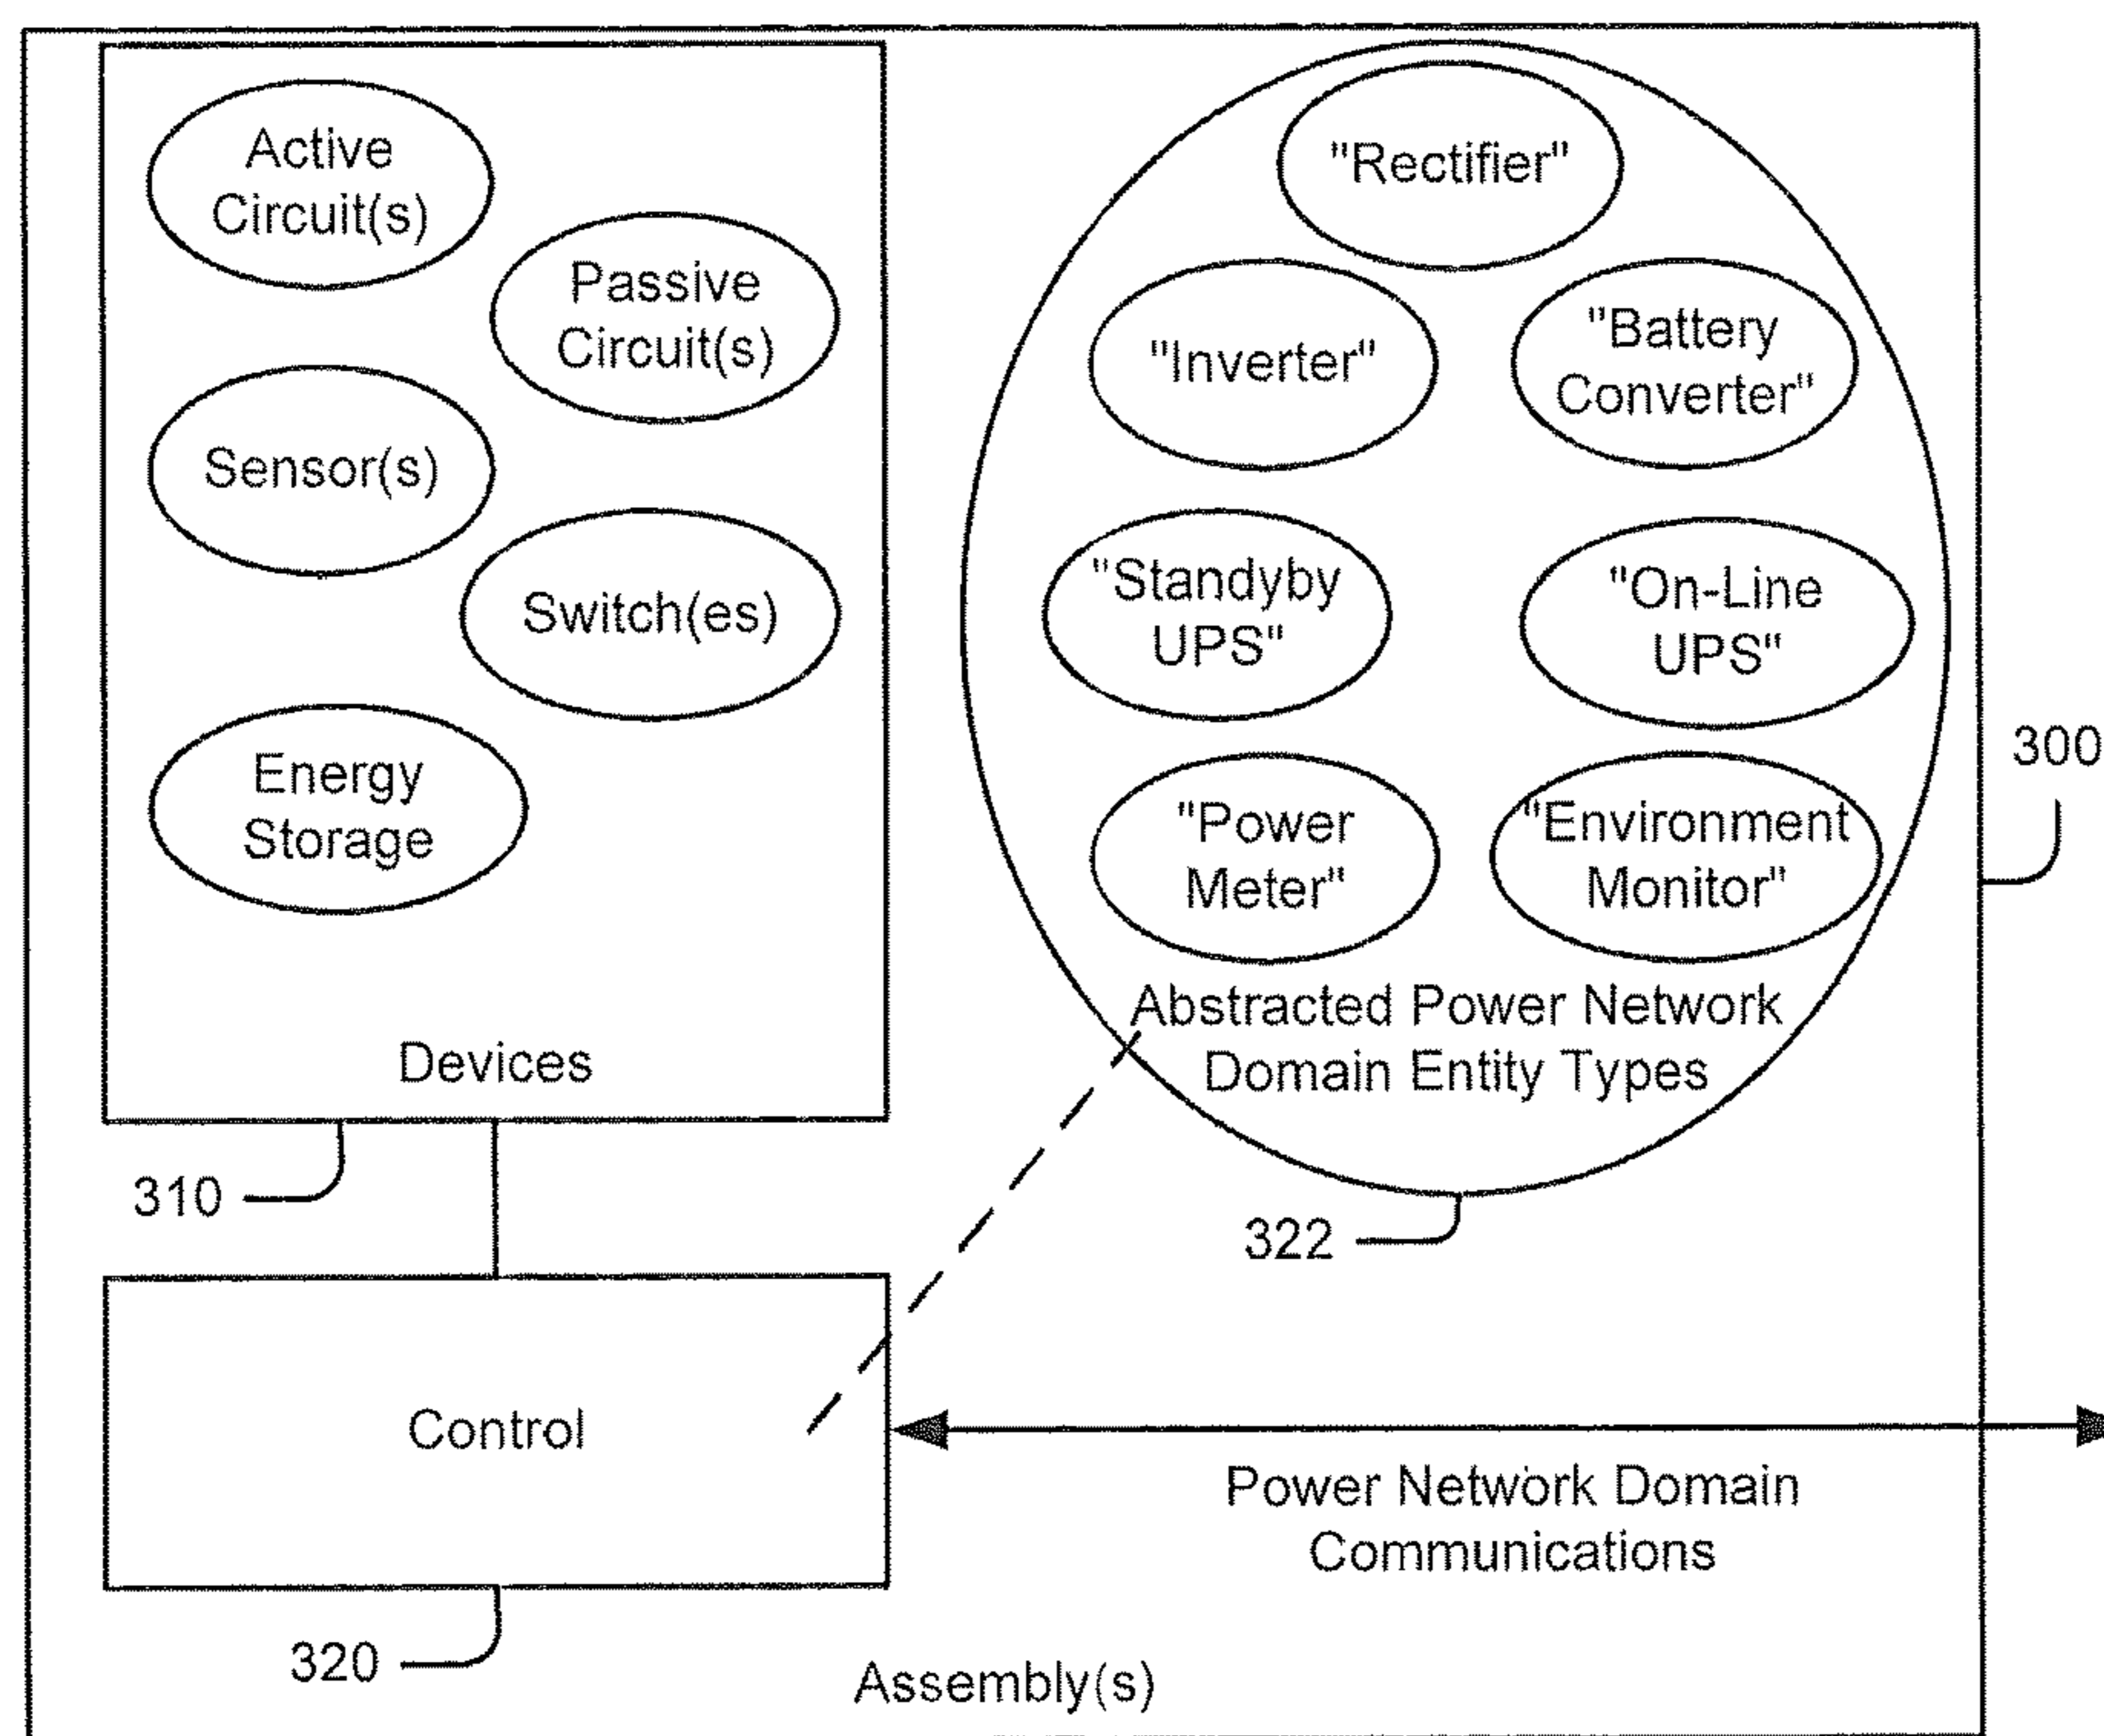 Active
Circuit(s)
Passive
Circuit(s)
Sensor(s)
Switch(es)
Energy
Storage
Devices
310
"Rectifier"
"Inverter"
"Battery
Converter"
"Standyby
UPS"
"On-Line
UPS"
"Power
Meter"
"Environment
Monitor"
Abstracted Power Network
Domain Entity Types
322
300
Control
320
Power Network Domain
Communications
Assembly(s)